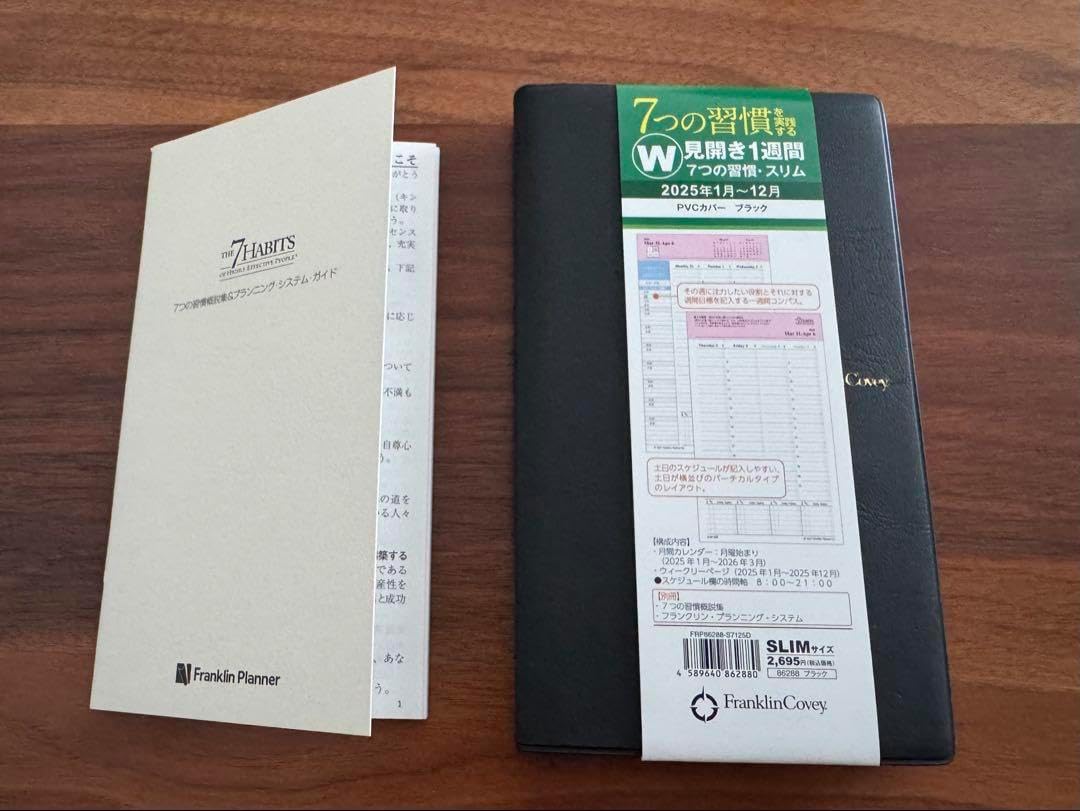 THE 7 HABITS
OF HIGHLY EFFECTIVE PEOPLE
7つの習慣概説集&プランニング・システム・ガイド
Franklin Planner
こそ
がとう
(キン
に取り
う。
センス
、充実
、下記
に応じ
ついて
不満も
自尊心
う。
の道を
いる人々
築する
である
産性を
と成功
、あな
う。
1
7つの習慣を実践する
W 見開き1週間
7つの習慣・スリム
2025年1月〜12月
PVCカバー ブラック
Mar 31-Apr 6
その週に注力したい役割とそれに対する
週間目標を記入する一週間コンパス。
Mar 31-Apr 6
土日のスケジュールが記入しやすい、
土日が横並びのバーチカルタイプ
のレイアウト。
【構成内容】
・月間カレンダー:月曜始まり
(2025年1月〜2026年3月)
・ウィークリーページ(2025年1月〜2025年12月)
●スケジュール欄の時間軸 8:00〜21:00
【別冊】
・7つの習慣概説集
・フランクリン・プランニング・システム
FRP86288-S7125D
4 589640 862880
SLIMサイズ
2,695円(税込価格)
86288 ブラック
FranklinCovey
Covey